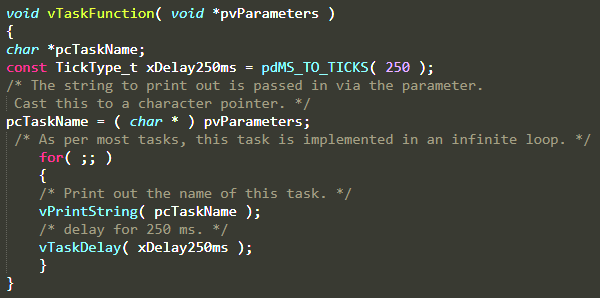 void vTaskFunction( void *pvParameters )
{
char *pcTaskName;
const TickType_t xDelay250ms = pdMS_TO_TICKS( 250 );
/* The string to print out is passed in via the parameter.
Cast this to a character pointer. */
pcTaskName = ( char * ) pvParameters;
/* As per most tasks, this task is implemented in an infinite loop. */
for( ;; )
{
/* Print out the name of this task. */
vPrintString( pcTaskName );
/* delay for 250 ms. */
vTaskDelay( xDelay250ms );
}
}